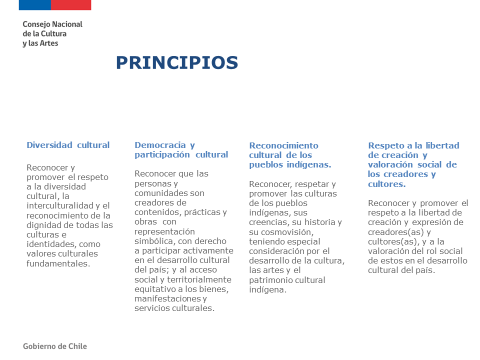 Consejo Nacional
de la Cultura
y las Artes
PRINCIPIOS
Diversidad cultural
Reconocer y
promover el respeto
a la diversidad
cultural, la
interculturalidad y el
reconocimiento de la
dignidad de todas las
culturas e
identidades, como
valores culturales
fundamentales.
Democracia y
participación cultural
Reconocer que las
personas y
comunidades son
creadores de
contenidos, prácticas y
obras con
representación
simbólica, con derecho
a participar activamente
en el desarrollo cultural
del país; y al acceso
social y territorialmente
equitativo a los bienes,
manifestaciones y
servicios culturales.
Reconocimiento
cultural de los
pueblos indígenas.
Reconocer, respetar y
promover las culturas
de los pueblos
indígenas, sus
creencias, su historia y
su cosmovisión,
teniendo especial
consideración por el
desarrollo de la cultura,
las artes y el
patrimonio cultural
indígena.
Respeto a la libertad
de creación y
valoración social de
los creadores y
cultores.
Reconocer y promover el
respeto a la libertad de
creación y expresión de
creadores(as) y
cultores(as), y a la
valoración del rol social
de estos en el desarrollo
cultural del país.
Gobierno de Chile